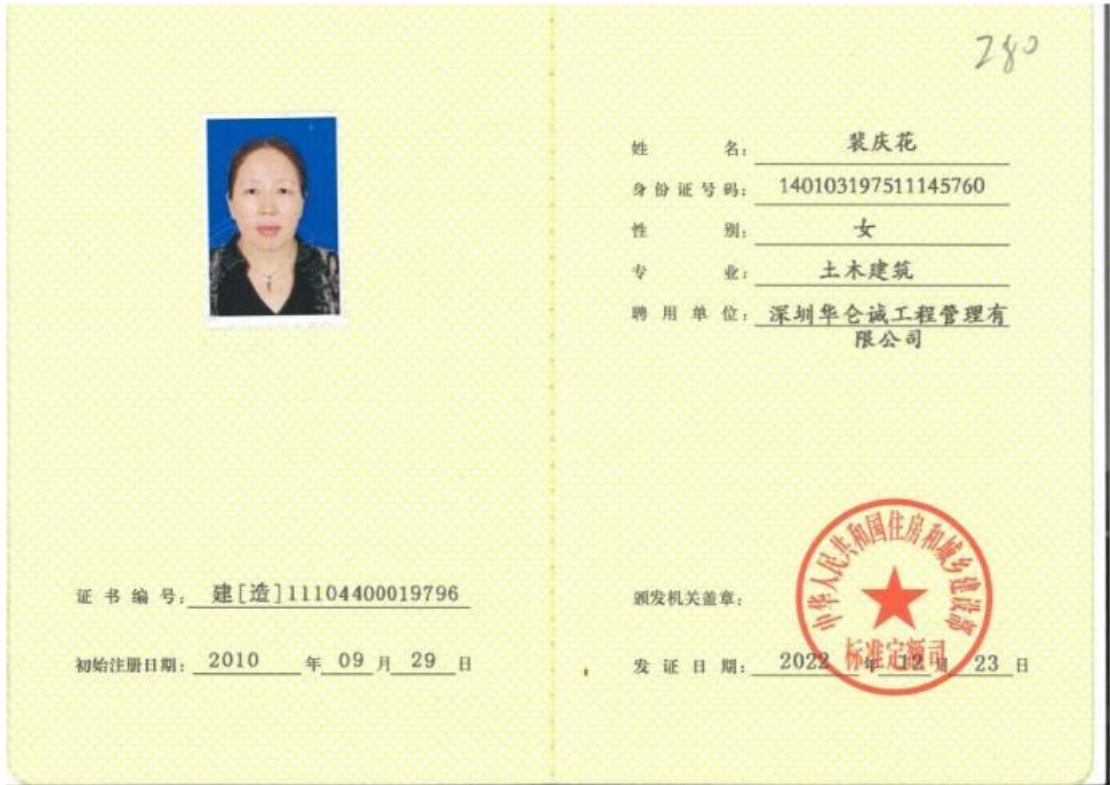 280
姓 名: 裴庆花
身份证号码: 140103197511145760
性 别: 女
专 业: 土木建筑
聘用单位: 深圳华仑诚工程管理有
限公司
证书编号: 建[造]11104400019796
初始注册日期: 2010 年 09 月 29 日
颁发机关盖章:
中华人民共和国住房和城乡建设部
标准定额司
发证日期: 2022 年 12 月 23 日